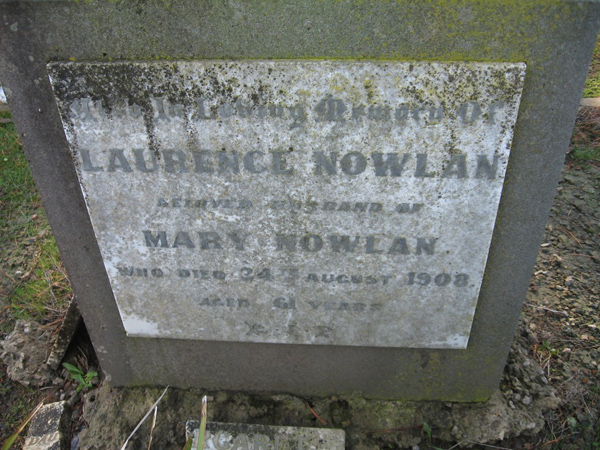 Also In Loving Memory Of
LAURENCE NOWLAN
BELOVED HUSBAND OF
MARY NOWLAN
WHO DIED 24TH AUGUST 1908
AGED 61 YEARS
R.I.P.